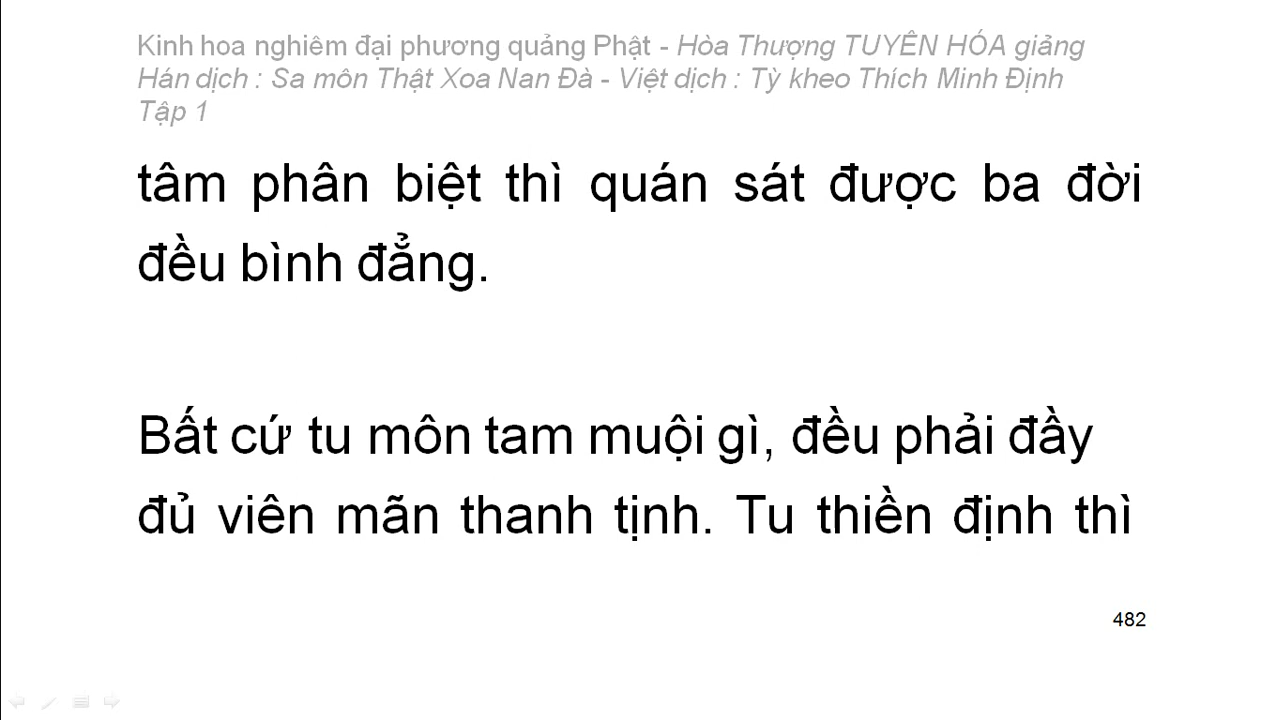 Kinh hoa nghiêm đại phương quảng Phật - Hòa Thượng TUYÊN HÓA giảng
Hán dịch : Sa môn Thật Xoa Nan Đà - Việt dịch : Tỳ kheo Thích Minh Định
Tập 1
tâm phân biệt thì quán sát được ba đời
đều bình đẳng.
Bất cứ tu môn tam muội gì, đều phải đầy
đủ viên mãn thanh tịnh. Tu thiền định thì
482